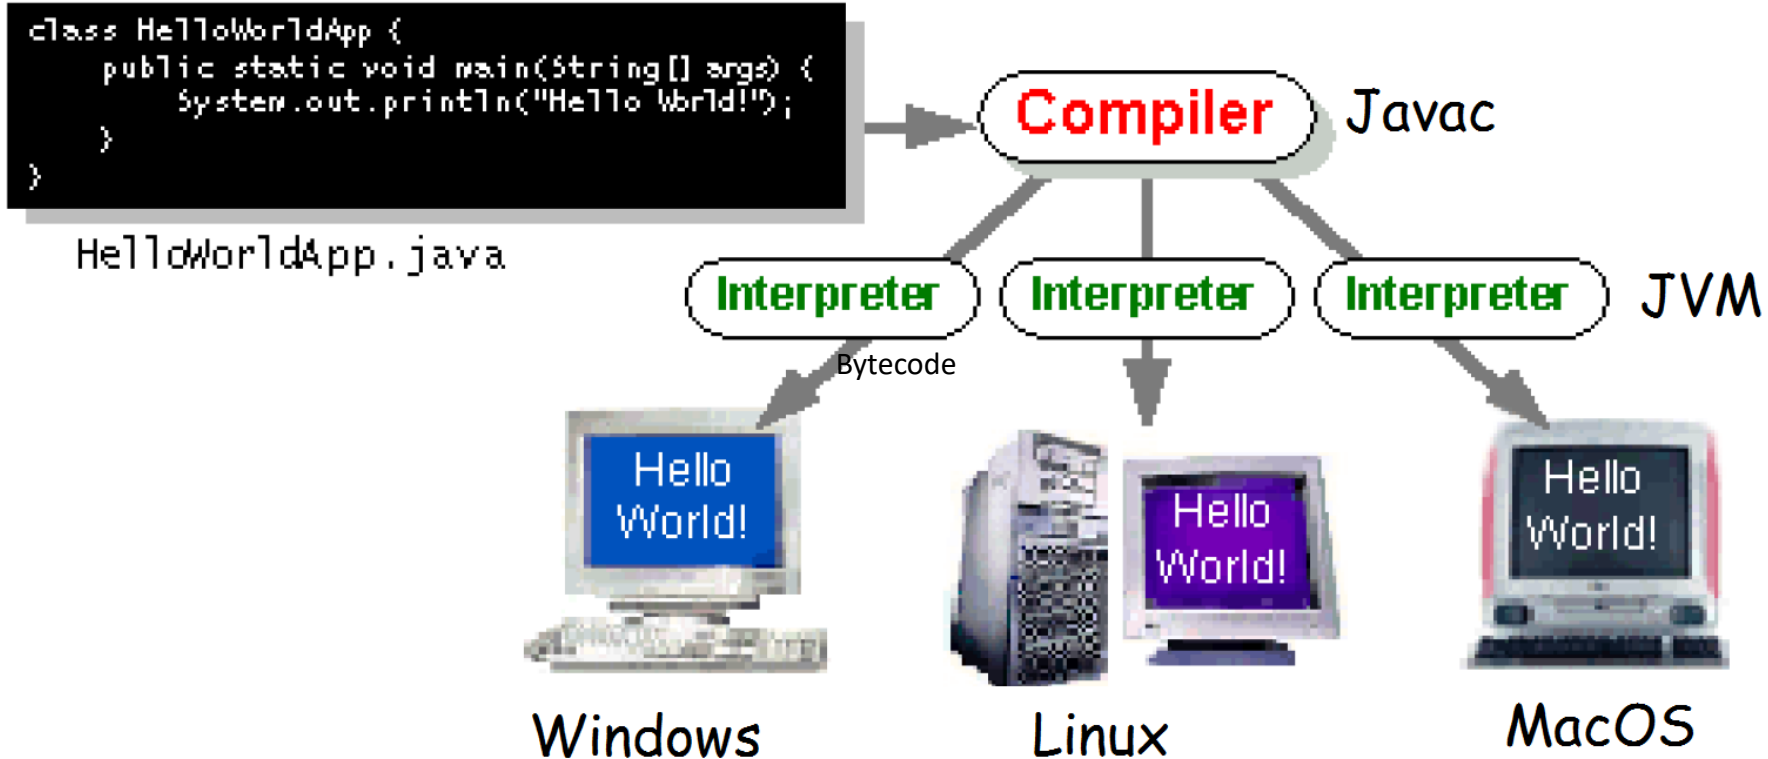 class HelloWorldApp {
public static void main(String[] args) {
System.out.println("Hello World!");
}
}
HelloWorldApp.java
Compiler
Javac
Interpreter
Interpreter
Interpreter
JVM
Bytecode
Hello
World!
Hello
World!
Hello
World!
Windows
Linux
MacOS